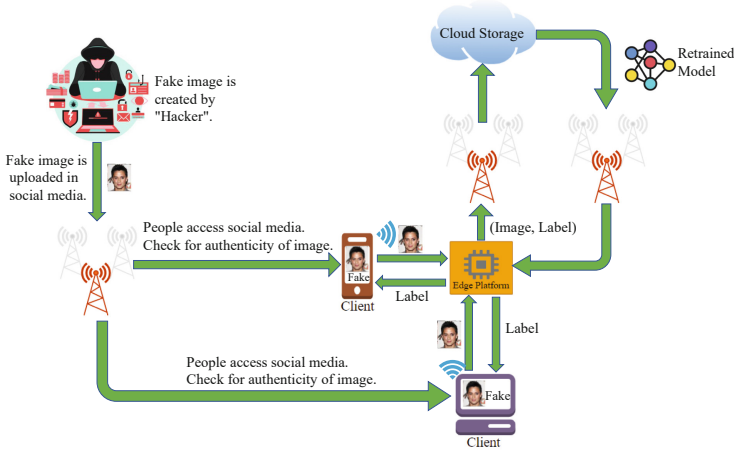 Cloud Storage
Retrained
Model
Fake image is
created by
"Hacker".
Fake image is
uploaded in
social media.
People access social media.
Check for authenticity of image.
(Image, Label)
Fake
Edge Platform
Label
Client
Label
People access social media.
Check for authenticity of image.
Fake
Client